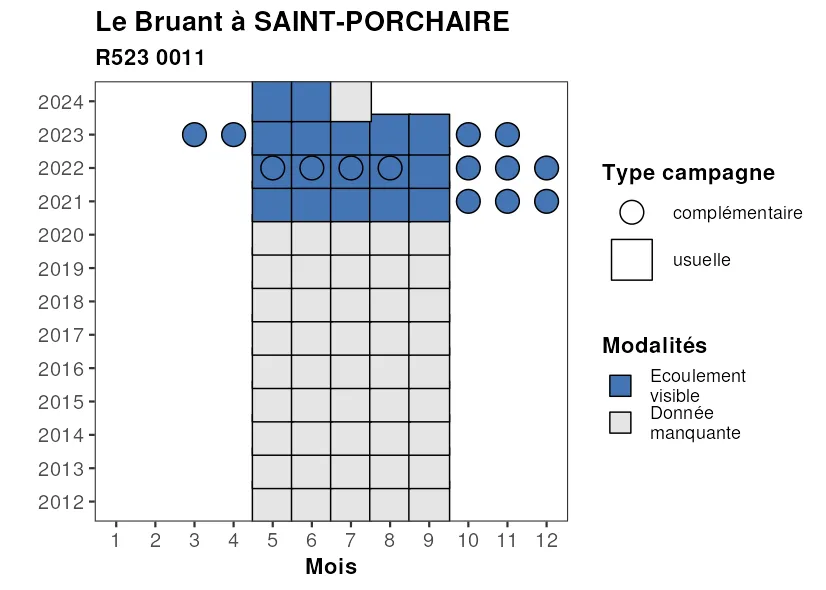 Le Bruant à SAINT-PORCHAIRE
R523 0011
2024
2023
2022
2021
2020
2019
2018
2017
2016
2015
2014
2013
2012
1 2 3 4 5 6 7 8 9 10 11 12
Mois
Type campagne
complémentaire
usuelle
Modalités
Ecoulement
visible
Donnée
manquante